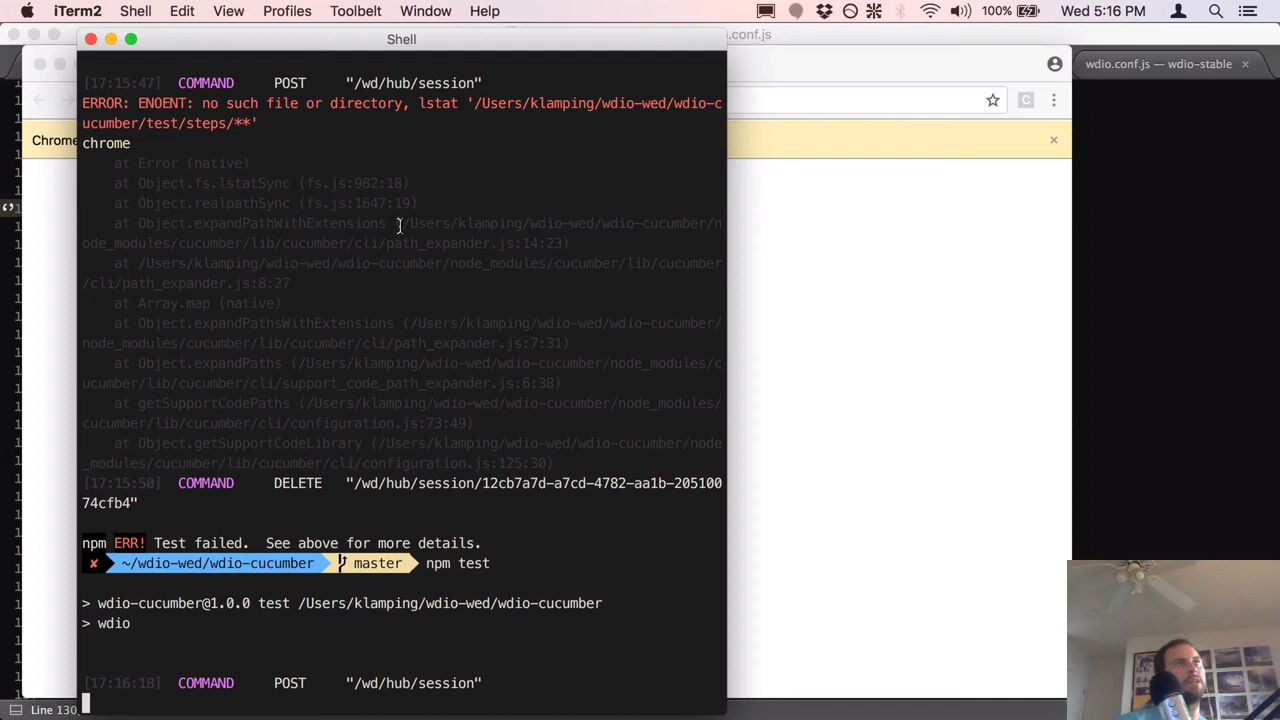 iTerm2 Shell Edit View Profiles Toolbelt Window Help 100% Wed 5:16 PM
.conf.js
Shell
wdio.conf.js — wdio-stable ×
[17:15:47] COMMAND POST "/wd/hub/session"
ERROR: ENOENT: no such file or directory, lstat '/Users/klamping/wdio-wed/wdio-c
ucumber/test/steps/**'
Chrome
chrome
at Error (native)
at Object.fs.lstatSync (fs.js:982:18)
at Object.realpathSync (fs.js:1647:19)
at Object.expandPathWithExtensions (/Users/klamping/wdio-wed/wdio-cucumber/n
ode_modules/cucumber/lib/cucumber/cli/path_expander.js:14:23)
at /Users/klamping/wdio-wed/wdio-cucumber/node_modules/cucumber/lib/cucumber
/cli/path_expander.js:8:27
at Array.map (native)
at Object.expandPathsWithExtensions (/Users/klamping/wdio-wed/wdio-cucumber/
node_modules/cucumber/lib/cucumber/cli/path_expander.js:7:31)
at Object.expandPaths (/Users/klamping/wdio-wed/wdio-cucumber/node_modules/c
ucumber/lib/cucumber/cli/support_code_path_expander.js:6:38)
at getSupportCodePaths (/Users/klamping/wdio-wed/wdio-cucumber/node_modules/
cucumber/lib/cucumber/cli/configuration.js:73:49)
at Object.getSupportCodeLibrary (/Users/klamping/wdio-wed/wdio-cucumber/node
_modules/cucumber/lib/cucumber/cli/configuration.js:125:30)
[17:15:50] COMMAND DELETE "/wd/hub/session/12cb7a7d-a7cd-4782-aa1b-205100
74cfb4"
npm ERR! Test failed. See above for more details.
✘ ~/wdio-wed/wdio-cucumber master npm test
> wdio-cucumber@1.0.0 test /Users/klamping/wdio-wed/wdio-cucumber
> wdio
[17:16:18] COMMAND POST "/wd/hub/session"
Line 130